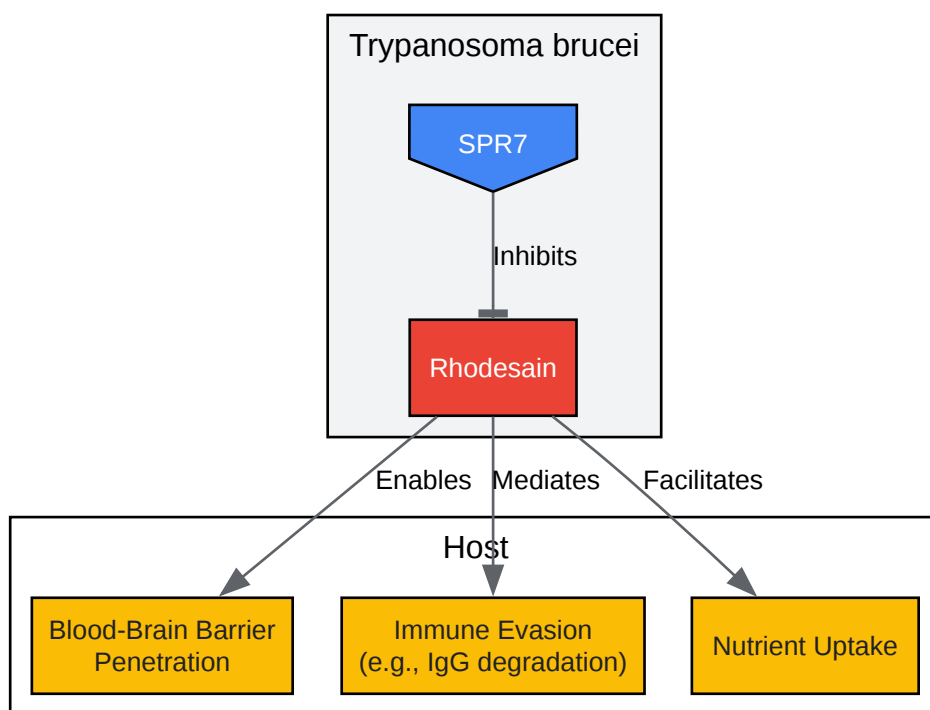 Trypanosoma brucei
SPR7
Inhibits
Rhodesain
Enables
Mediates
Facilitates
Host
Blood-Brain Barrier
Penetration
Immune Evasion
(e.g., IgG degradation)
Nutrient Uptake